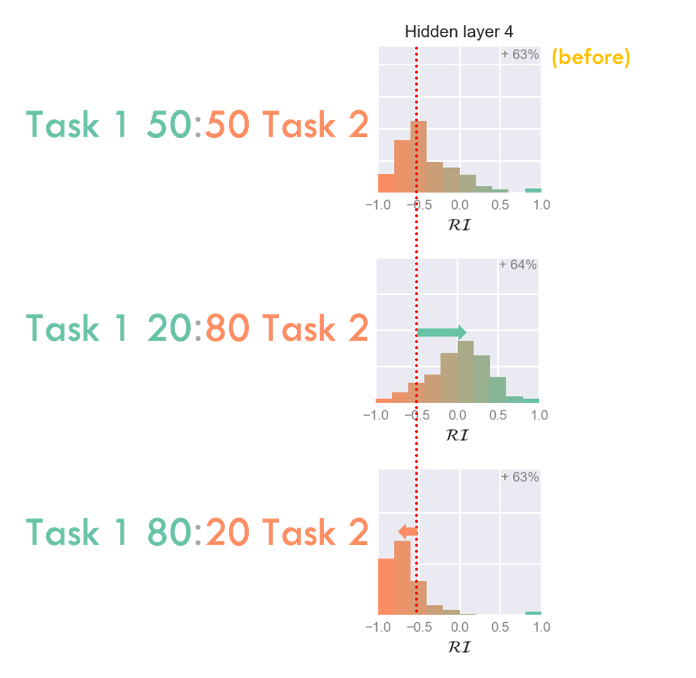 Hidden layer 4
+ 63% (before)
Task 1 50:50 Task 2
−1.0 −0.5 0.0 0.5 1.0
RI
+ 64%
Task 1 20:80 Task 2
−1.0 −0.5 0.0 0.5 1.0
RI
+ 63%
Task 1 80:20 Task 2
−1.0 −0.5 0.0 0.5 1.0
RI